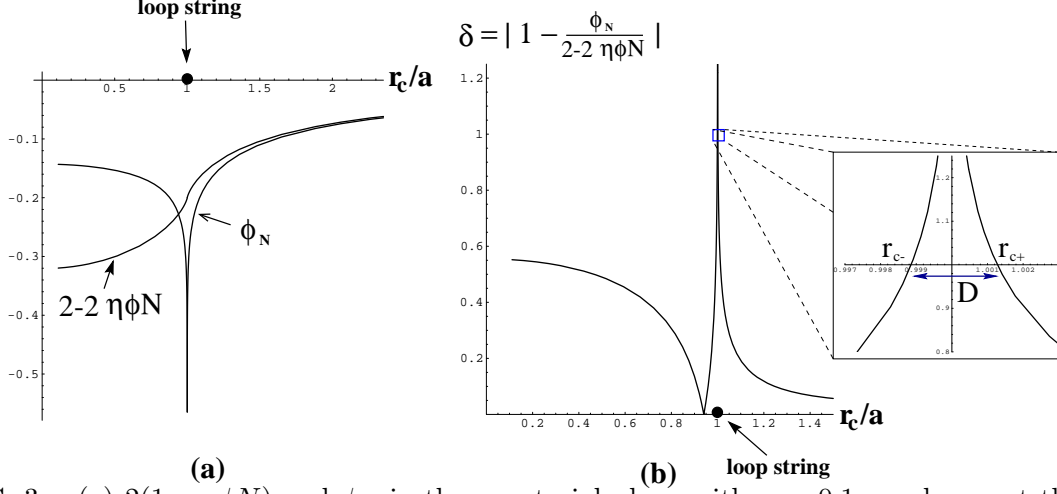 loop string
r_c/a
0.5
1
1.5
2
-0.1
-0.2
-0.3
-0.4
-0.5
ϕ_N
2-2 ηϕN
(a)
δ = | 1 − ϕ_N / 2-2 ηϕN |
1.2
1
0.8
0.6
0.4
0.2
0.2
0.4
0.6
0.8
1
1.2
1.4
r_c/a
loop string
(b)
1.2
1.1
0.9
0.8
r_c-
r_c+
0.997
0.998
0.999
1.001
1.002
D